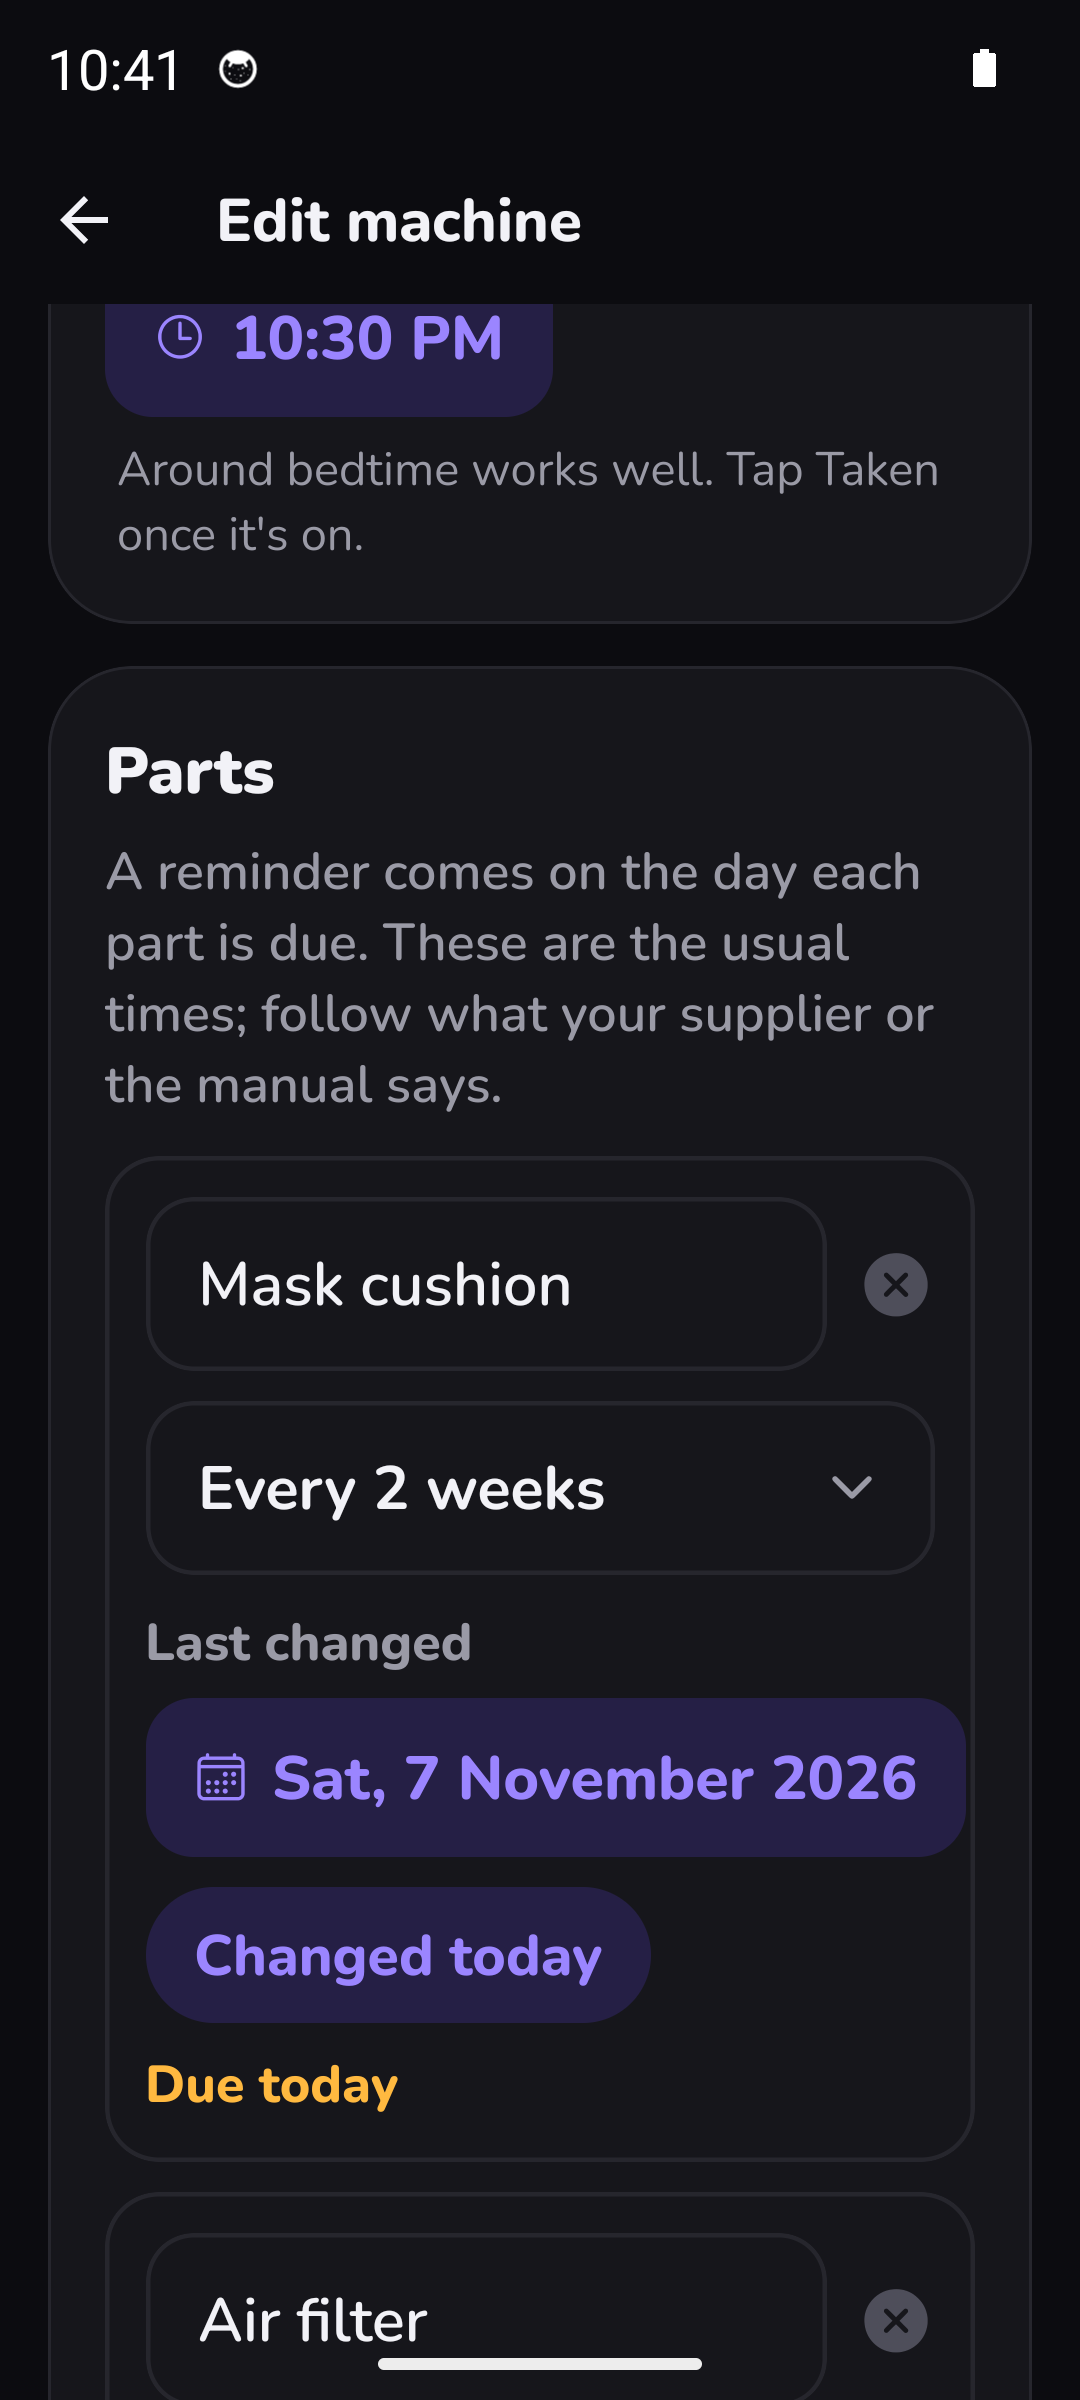 10:41
Edit machine
10:30 PM
Around bedtime works well. Tap Taken
once it's on.
Parts
A reminder comes on the day each
part is due. These are the usual
times; follow what your supplier or
the manual says.
Mask cushion
Every 2 weeks
Last changed
Sat, 7 November 2026
Changed today
Due today
Air filter